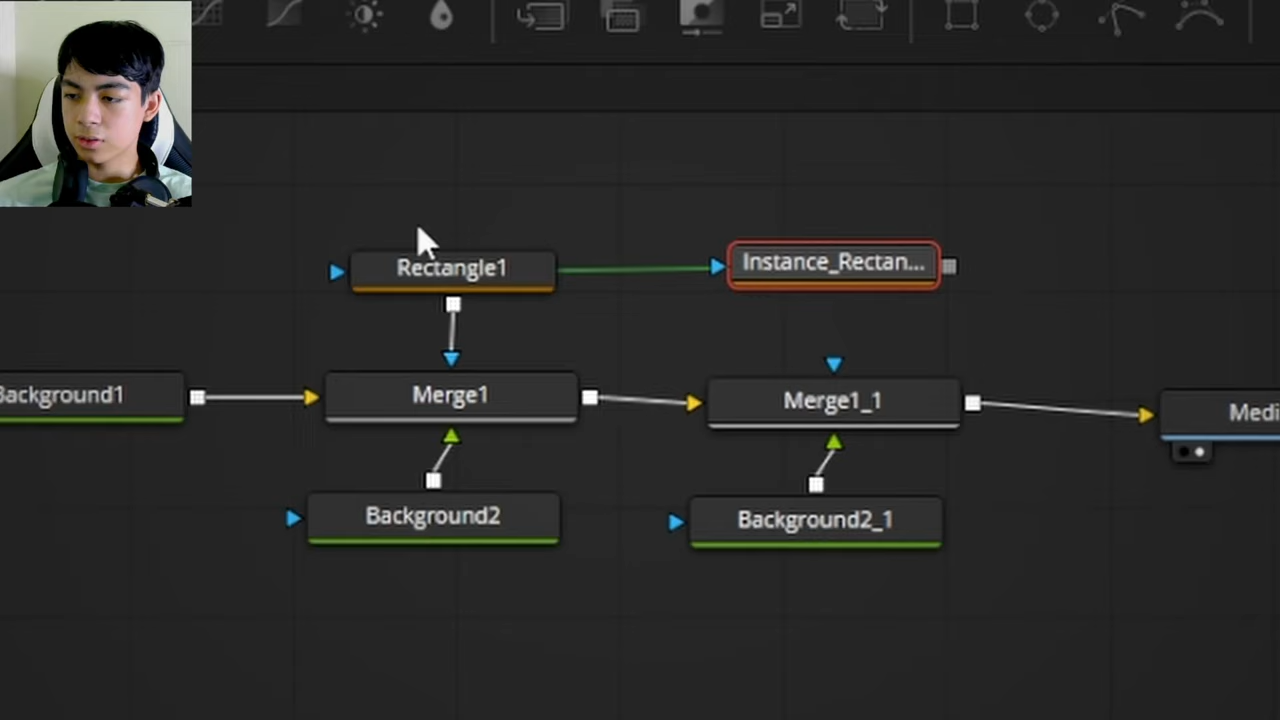 Rectangle1
Instance_Rectan...
Background1
Merge1
Merge1_1
Medi
Background2
Background2_1